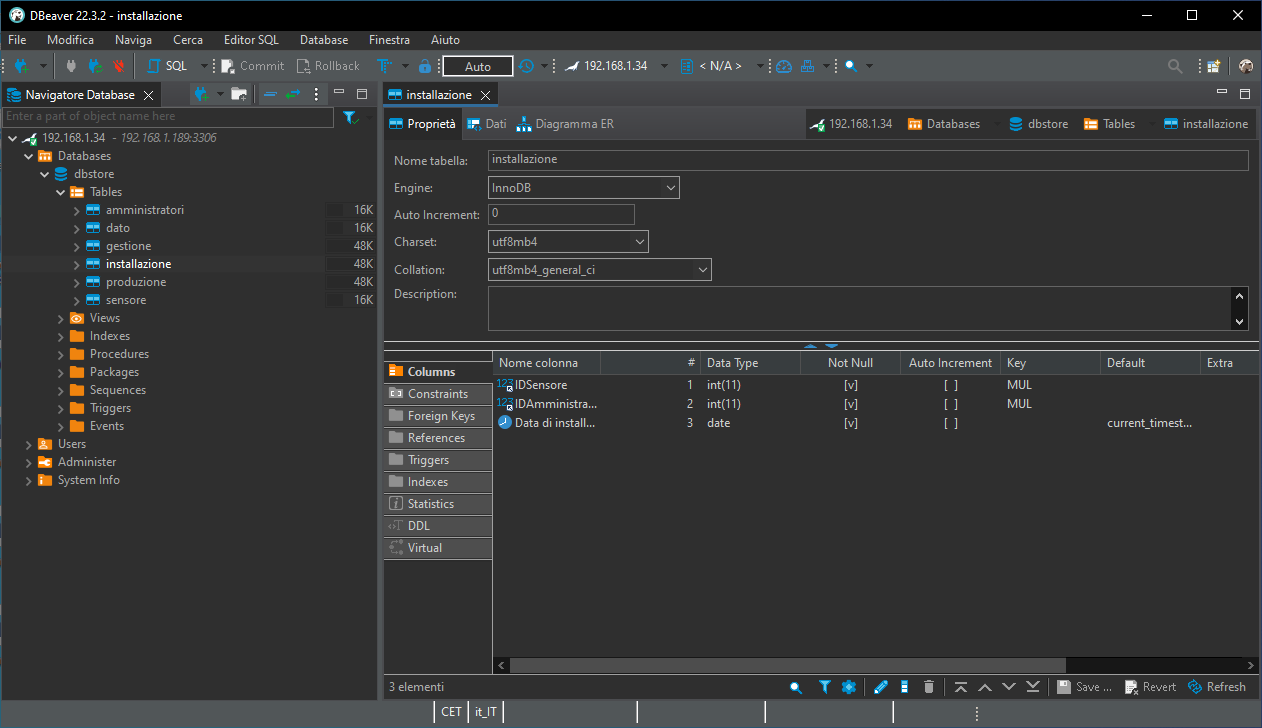 DBeaver 22.3.2 - installazione
File Modifica Naviga Cerca Editor SQL Database Finestra Aiuto
SQL Commit Rollback Auto 192.168.1.34 < N/A >
Navigatore Database
Enter a part of object name here
192.168.1.34 - 192.168.1.189:3306
Databases
dbstore
Tables
amministratori 16K
dato 16K
gestione 48K
installazione 48K
produzione 48K
sensore 16K
Views
Indexes
Procedures
Packages
Sequences
Triggers
Events
Users
Administer
System Info
installazione
Proprietà Dati Diagramma ER 192.168.1.34 Databases dbstore Tables installazione
Nome tabella: installazione
Engine: InnoDB
Auto Increment: 0
Charset: utf8mb4
Collation: utf8mb4_general_ci
Description:
Columns
Constraints
Foreign Keys
References
Triggers
Indexes
Statistics
DDL
Virtual
Nome colonna # Data Type Not Null Auto Increment Key Default Extra
123 IDSensore 1 int(11) [v] [ ] MUL
123 IDAmministra... 2 int(11) [v] [ ] MUL
Data di install... 3 date [v] [ ] current_timest...
3 elementi Save ... Revert Refresh
CET it_IT